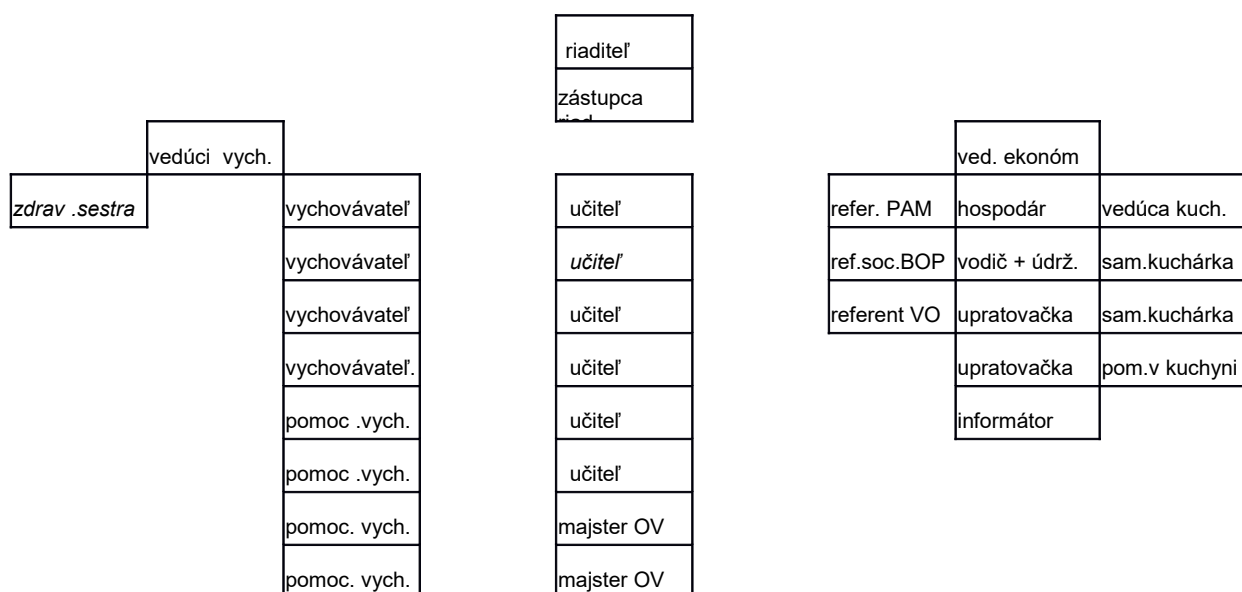 riaditeľ
zástupca
vedúci vych.
ved. ekonóm
zdrav .sestra
vychovávateľ
učiteľ
refer. PAM
hospodár
vedúca kuch.
vychovávateľ
učiteľ
ref.soc.BOP
vodič + údrž.
sam.kuchárka
vychovávateľ
učiteľ
referent VO
upratovačka
sam.kuchárka
vychovávateľ.
učiteľ
upratovačka
pom.v kuchyni
pomoc .vych.
učiteľ
informátor
pomoc .vych.
učiteľ
pomoc. vych.
majster OV
pomoc. vych.
majster OV